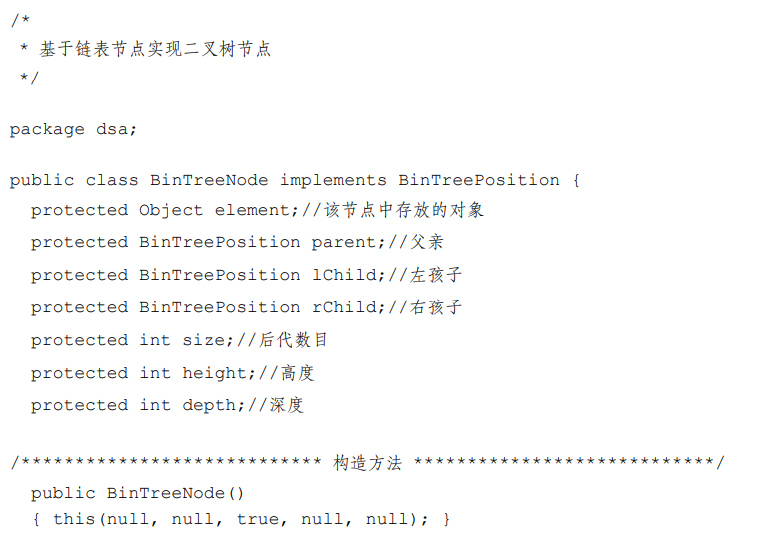 /*
 * 基于链表节点实现二叉树节点
 */
package dsa;
public class BinTreeNode implements BinTreePosition {
  protected Object element;//该节点中存放的对象
  protected BinTreePosition parent;//父亲
  protected BinTreePosition lChild;//左孩子
  protected BinTreePosition rChild;//右孩子
  protected int size;//后代数目
  protected int height;//高度
  protected int depth;//深度
/**************************** 构造方法 ****************************/
  public BinTreeNode()
  { this(null, null, true, null, null); }